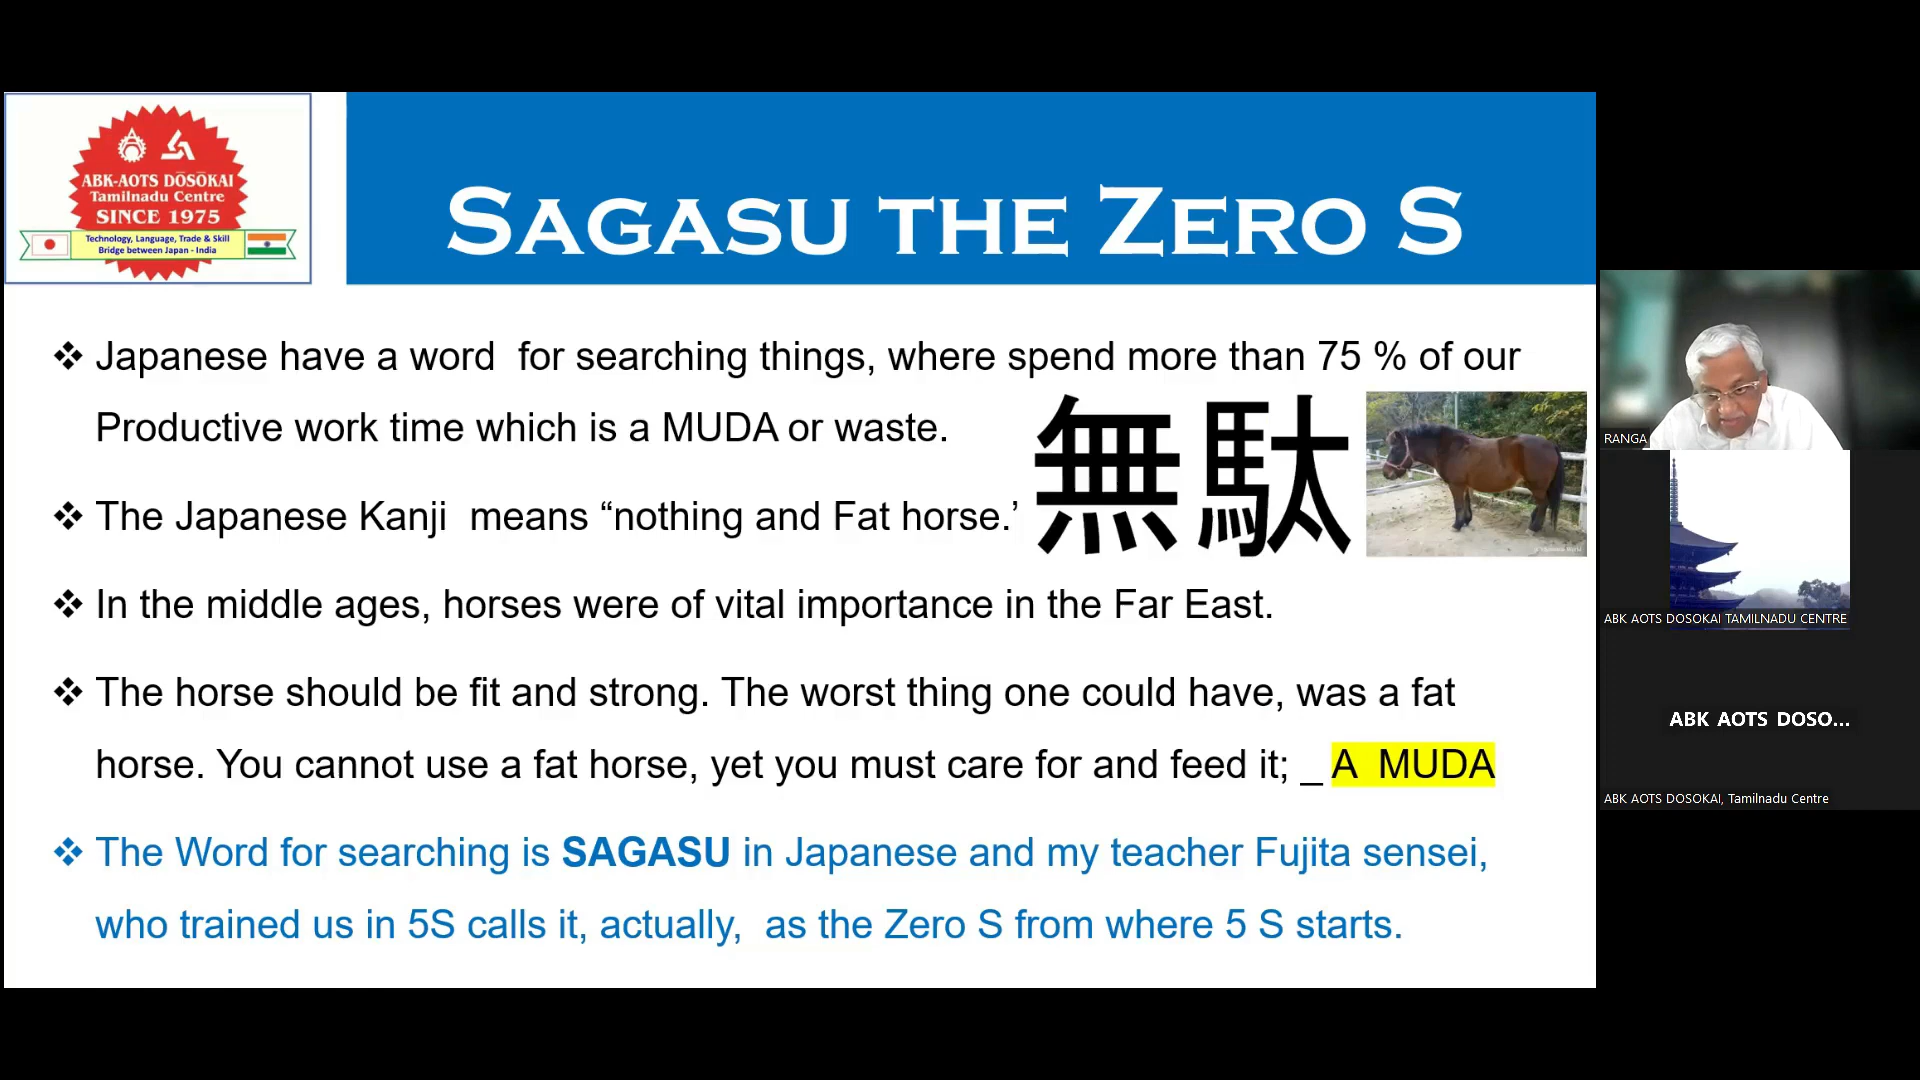 ABK-AOTS DŌSŌKAI
Tamilnadu Centre
SINCE 1975
Technology, Language, Trade & Skill
Bridge between Japan - India
SAGASU THE ZERO S
❖ Japanese have a word  for searching things, where spend more than 75 % of our
Productive work time which is a MUDA or waste.
無駄
❖ The Japanese Kanji  means “nothing and Fat horse.’
❖ In the middle ages, horses were of vital importance in the Far East.
❖ The horse should be fit and strong. The worst thing one could have, was a fat
horse. You cannot use a fat horse, yet you must care for and feed it; _ A  MUDA
❖ The Word for searching is SAGASU in Japanese and my teacher Fujita sensei,
who trained us in 5S calls it, actually,  as the Zero S from where 5 S starts.
RANGA
ABK AOTS DOSOKAI TAMILNADU CENTRE
ABK AOTS DOSO...
ABK AOTS DOSOKAI, Tamilnadu Centre